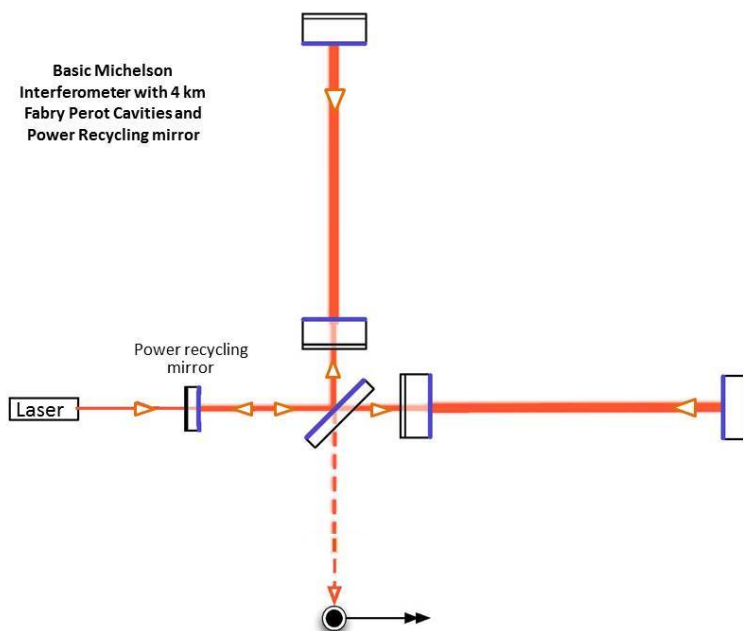 Basic Michelson
Interferometer with 4 km
Fabry Perot Cavities and
Power Recycling mirror
Power recycling
mirror
Laser